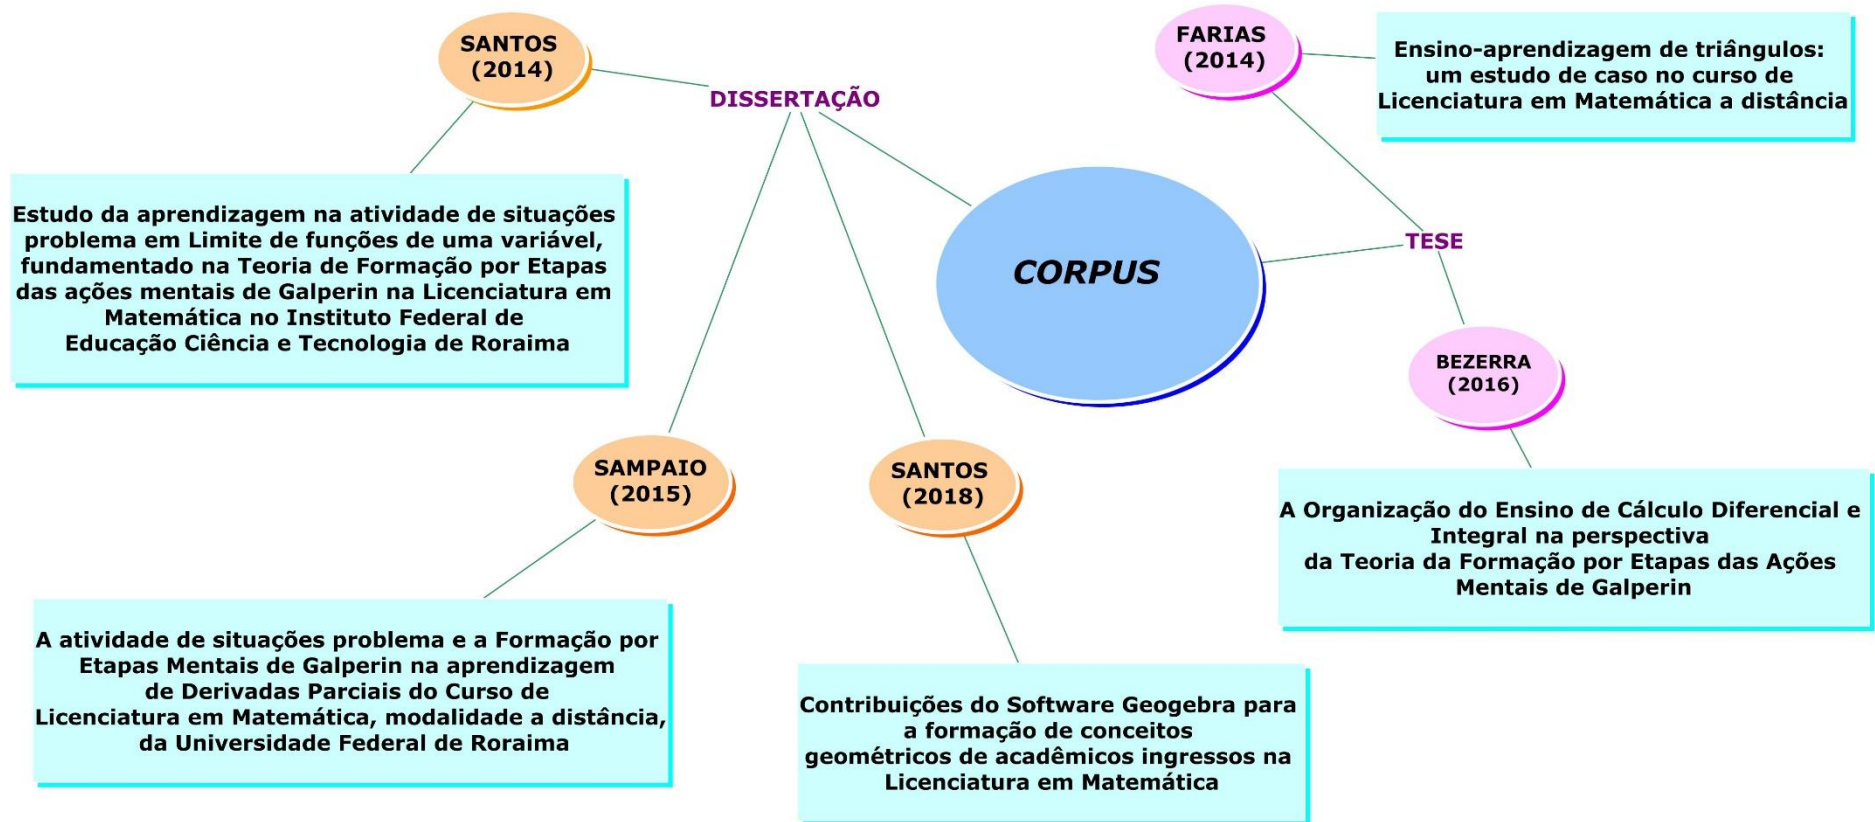 SANTOS
(2014)
DISSERTAÇÃO
Estudo da aprendizagem na atividade de situações
problema em Limite de funções de uma variável,
fundamentado na Teoria de Formação por Etapas
das ações mentais de Galperin na Licenciatura em
Matemática no Instituto Federal de
Educação Ciência e Tecnologia de Roraima
SAMPAIO
(2015)
A atividade de situações problema e a Formação por
Etapas Mentais de Galperin na aprendizagem
de Derivadas Parciais do Curso de
Licenciatura em Matemática, modalidade a distância,
da Universidade Federal de Roraima
SANTOS
(2018)
Contribuições do Software Geogebra para
a formação de conceitos
geométricos de acadêmicos ingressos na
Licenciatura em Matemática
CORPUS
FARIAS
(2014)
Ensino-aprendizagem de triângulos:
um estudo de caso no curso de
Licenciatura em Matemática a distância
TESE
BEZERRA
(2016)
A Organização do Ensino de Cálculo Diferencial e
Integral na perspectiva
da Teoria da Formação por Etapas das Ações
Mentais de Galperin